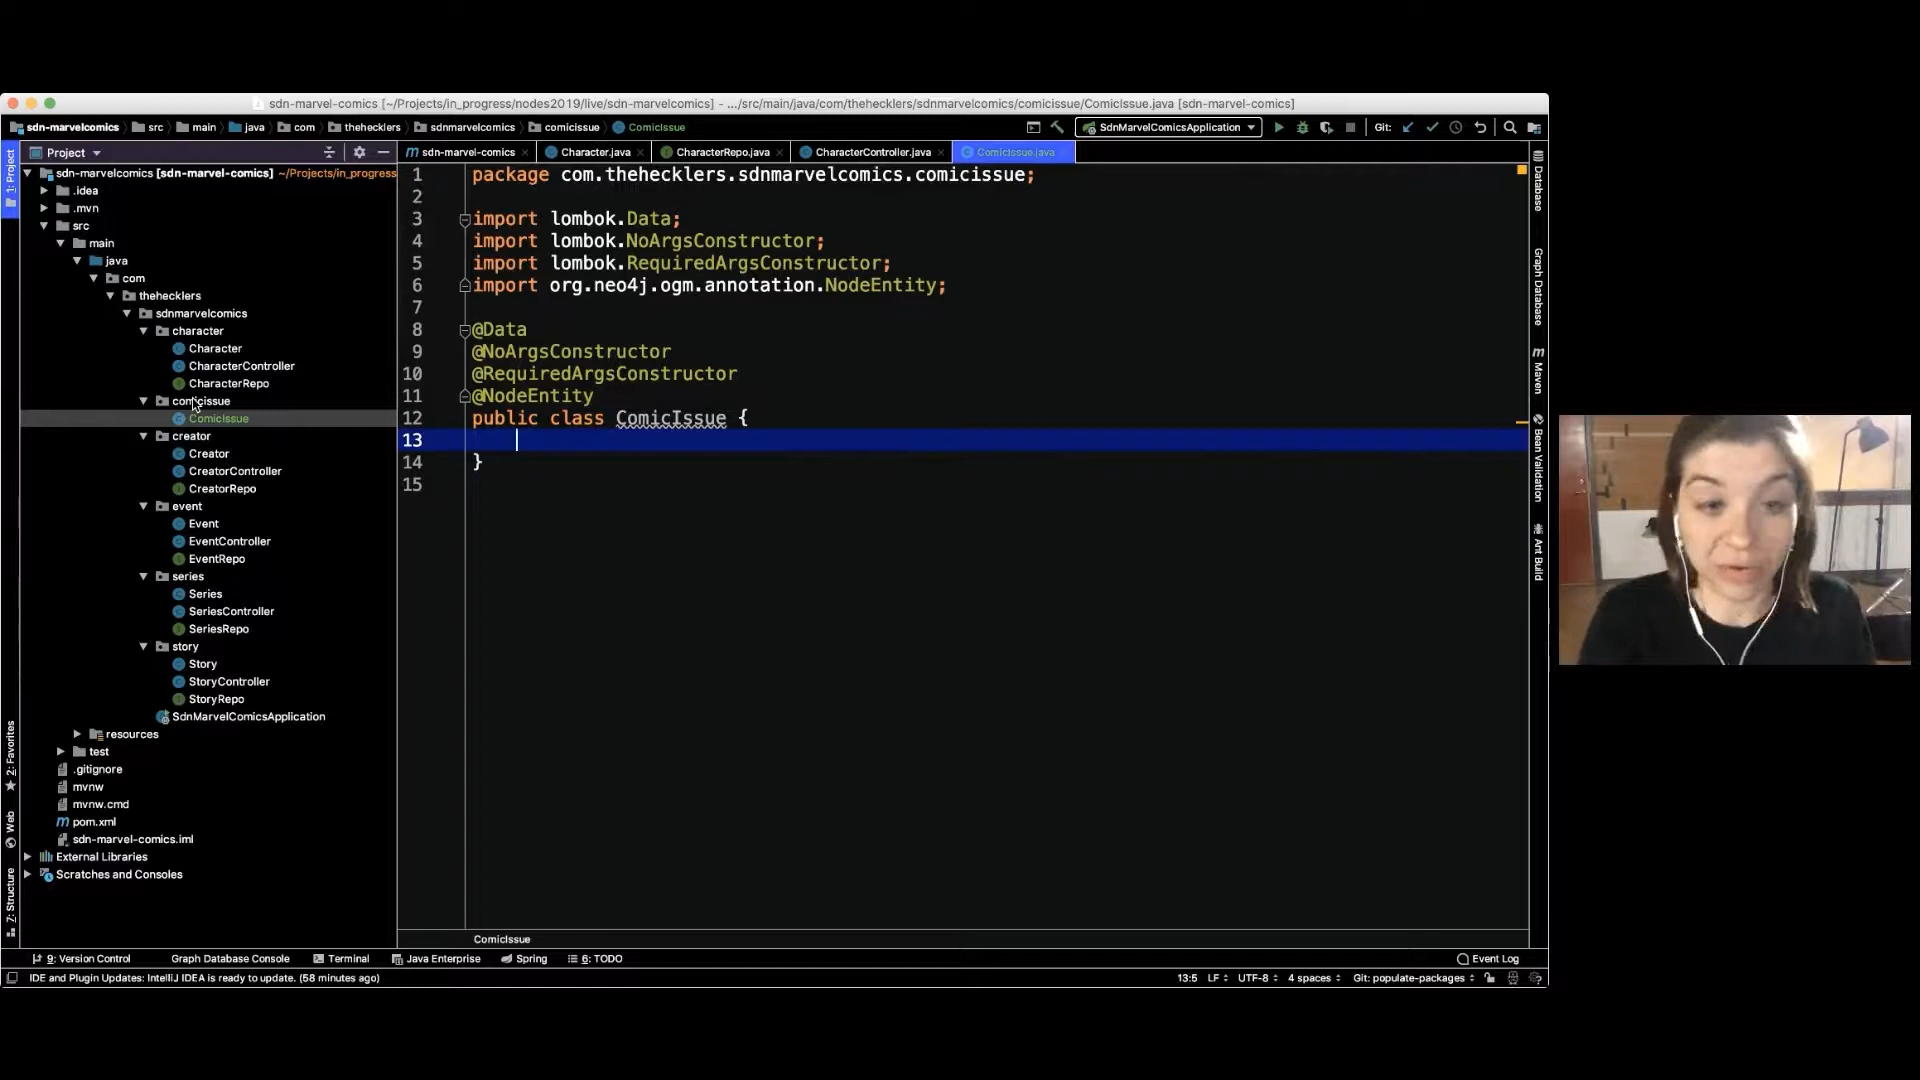 sdn-marvel-comics [~/Projects/in_progress/nodes2019/live/sdn-marvelcomics] - .../src/main/java/com/thehecklers/sdnmarvelcomics/comicissue/ComicIssue.java [sdn-marvel-comics]
sdn-marvelcomics src main java com thehecklers sdnmarvelcomics comicissue ComicIssue SdnMarvelComicsApplication Git:
Project sdn-marvel-comics Character.java CharacterRepo.java CharacterController.java ComicIssue.java
1: Project
sdn-marvelcomics [sdn-marvel-comics] ~/Projects/in_progress
.idea
.mvn
src
main
java
com
thehecklers
sdnmarvelcomics
character
Character
CharacterController
CharacterRepo
comicissue
ComicIssue
creator
Creator
CreatorController
CreatorRepo
event
Event
EventController
EventRepo
series
Series
SeriesController
SeriesRepo
story
Story
StoryController
StoryRepo
SdnMarvelComicsApplication
resources
test
.gitignore
mvnw
mvnw.cmd
pom.xml
sdn-marvel-comics.iml
External Libraries
Scratches and Consoles
2: Favorites
Web
7: Structure
1 package com.thehecklers.sdnmarvelcomics.comicissue;
2
3 import lombok.Data;
4 import lombok.NoArgsConstructor;
5 import lombok.RequiredArgsConstructor;
6 import org.neo4j.ogm.annotation.NodeEntity;
7
8 @Data
9 @NoArgsConstructor
10 @RequiredArgsConstructor
11 @NodeEntity
12 public class ComicIssue {
13
14 }
15
ComicIssue
Database
Graph Database
Maven
Bean Validation
Ant Build
9: Version Control Graph Database Console Terminal Java Enterprise Spring 6: TODO Event Log
IDE and Plugin Updates: IntelliJ IDEA is ready to update. (58 minutes ago) 13:5 LF UTF-8 4 spaces Git: populate-packages